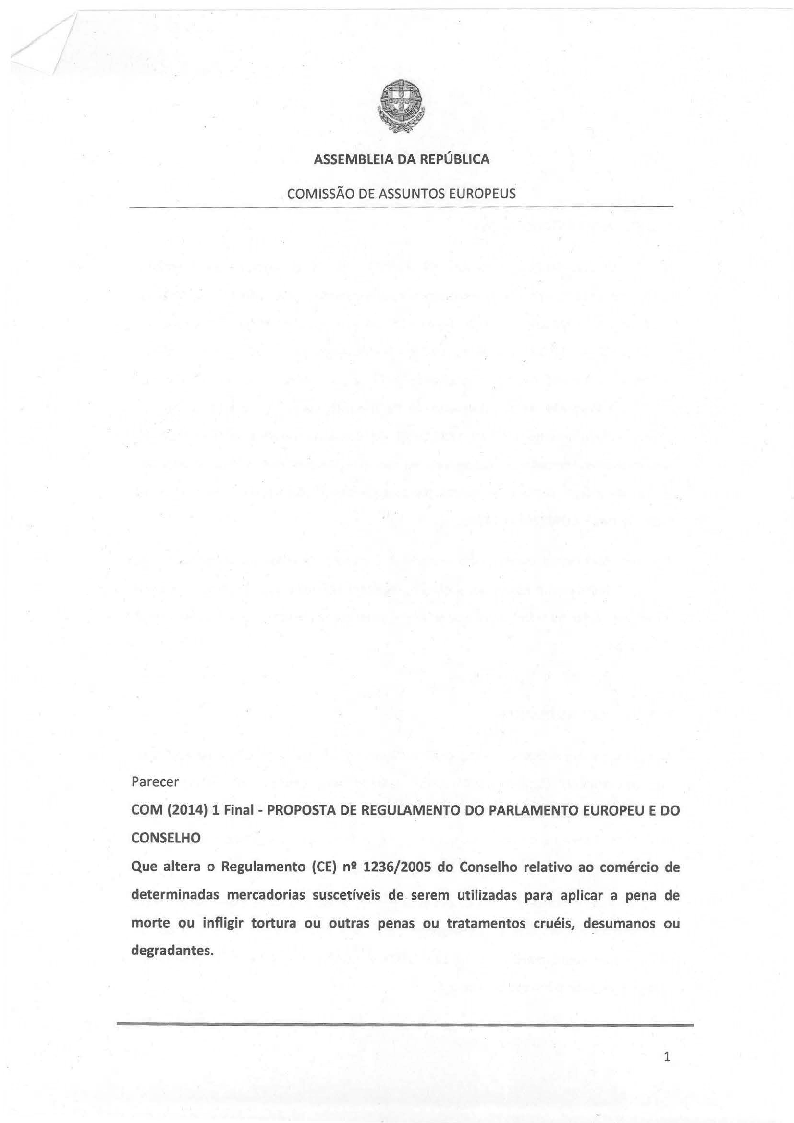 ASSEMBLEIA DA REPÚBLICA
COMISSÃO DE ASSUNTOS EUROPEUS
Parecer
COM (2014) 1 Final - PROPOSTA DE REGULAMENTO DO PARLAMENTO EUROPEU E DO
CONSELHO
Que altera o Regulamento (CE) nº 1236/2005 do Conselho relativo ao comércio de
determinadas mercadorias suscetíveis de serem utilizadas para aplicar a pena de
morte ou infligir tortura ou outras penas ou tratamentos cruéis, desumanos ou
degradantes.
1